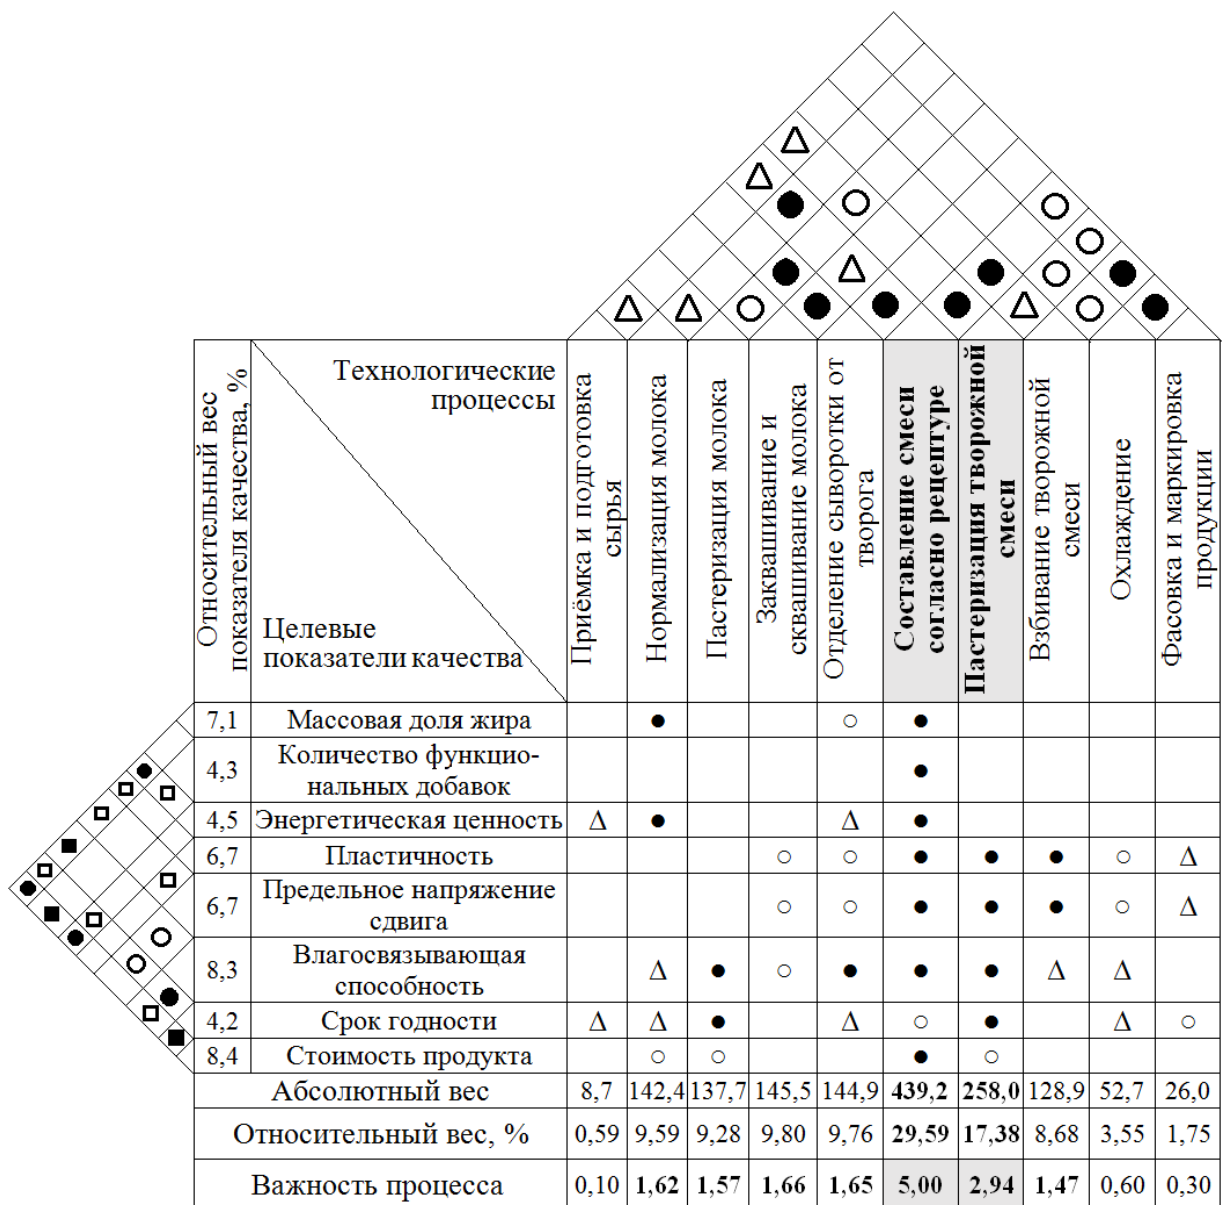 Относительный вес
показателя качества, %
Технологические
процессы
Целевые
показатели качества
Приёмка и подготовка
сырья
Нормализация молока
Пастеризация молока
Заквашивание и
сквашивание молока
Отделение сыворотки от
творога
Составление смеси
согласно рецептуре
Пастеризация творожной
смеси
Взбивание творожной
смеси
Охлаждение
Фасовка и маркировка
продукции
7,1 Массовая доля жира ● ○ ●
4,3 Количество функцио-
нальных добавок ●
4,5 Энергетическая ценность Δ ● Δ ●
6,7 Пластичность ○ ○ ● ● ● ○ Δ
6,7 Предельное напряжение
сдвига ○ ○ ● ● ● ○ Δ
8,3 Влагосвязывающая
способность Δ ● ○ ● ● ● Δ Δ
4,2 Срок годности Δ Δ ● Δ ○ ● Δ ○
8,4 Стоимость продукта ○ ○ ● ○
Абсолютный вес 8,7 142,4 137,7 145,5 144,9 439,2 258,0 128,9 52,7 26,0
Относительный вес, % 0,59 9,59 9,28 9,80 9,76 29,59 17,38 8,68 3,55 1,75
Важность процесса 0,10 1,62 1,57 1,66 1,65 5,00 2,94 1,47 0,60 0,30